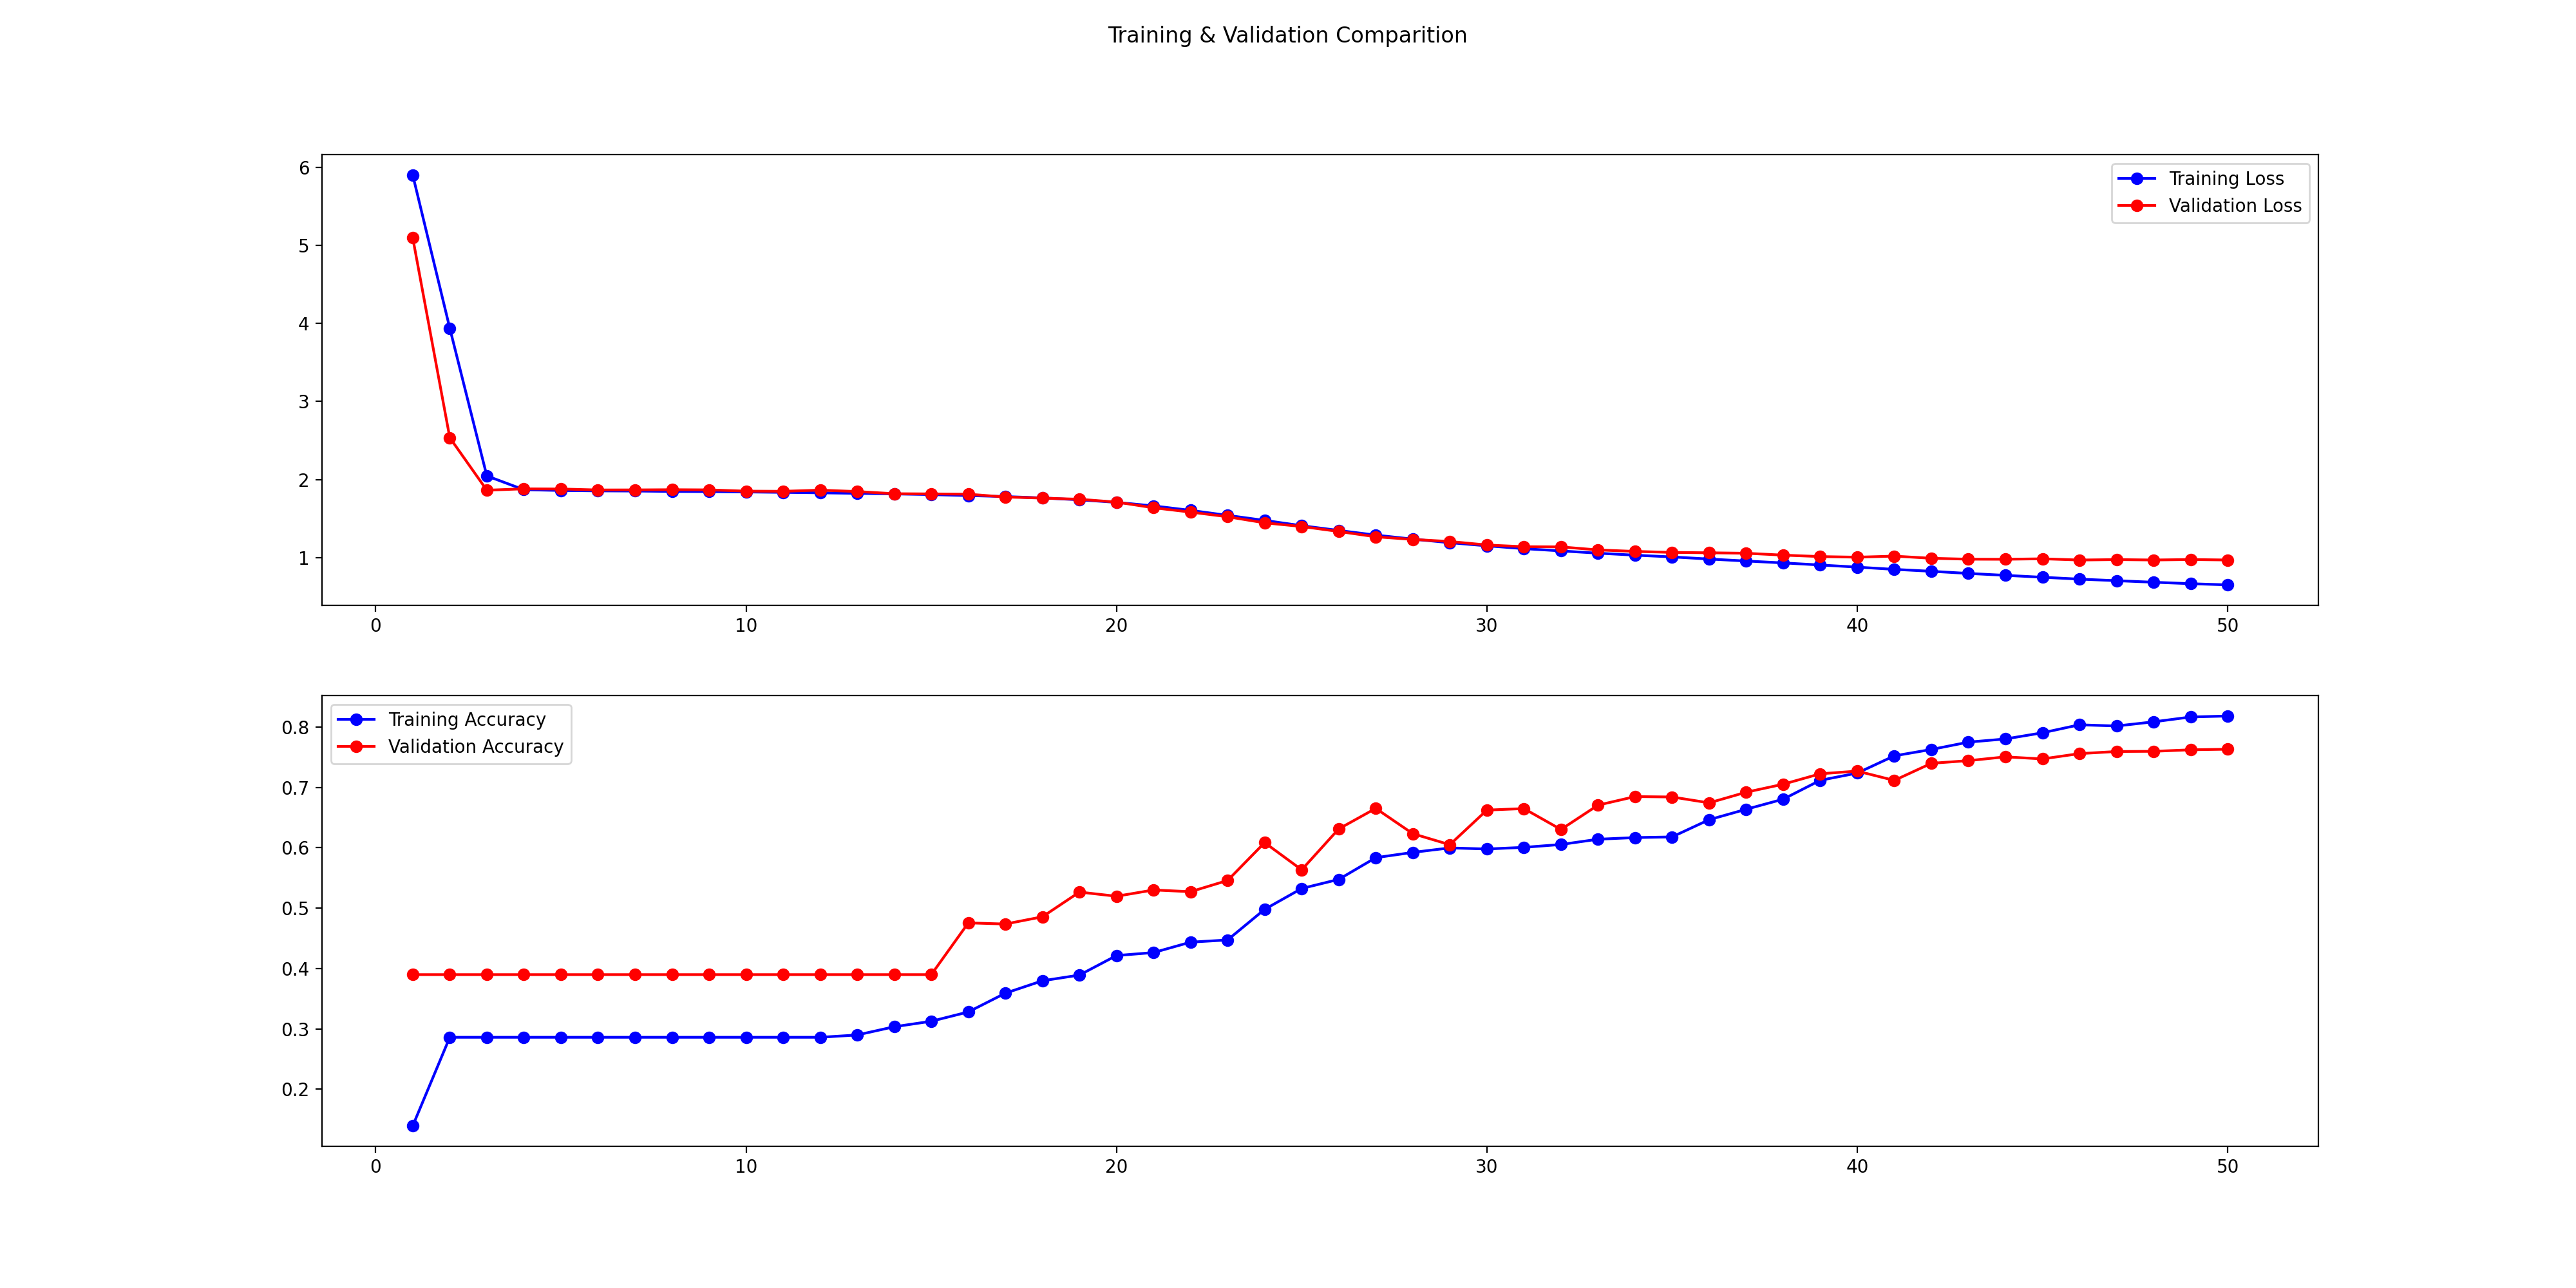 Training & Validation Comparition
6
5
4
3
2
1
Training Loss
Validation Loss
0 10 20 30 40 50
0.8
0.7
0.6
0.5
0.4
0.3
0.2
Training Accuracy
Validation Accuracy
0 10 20 30 40 50